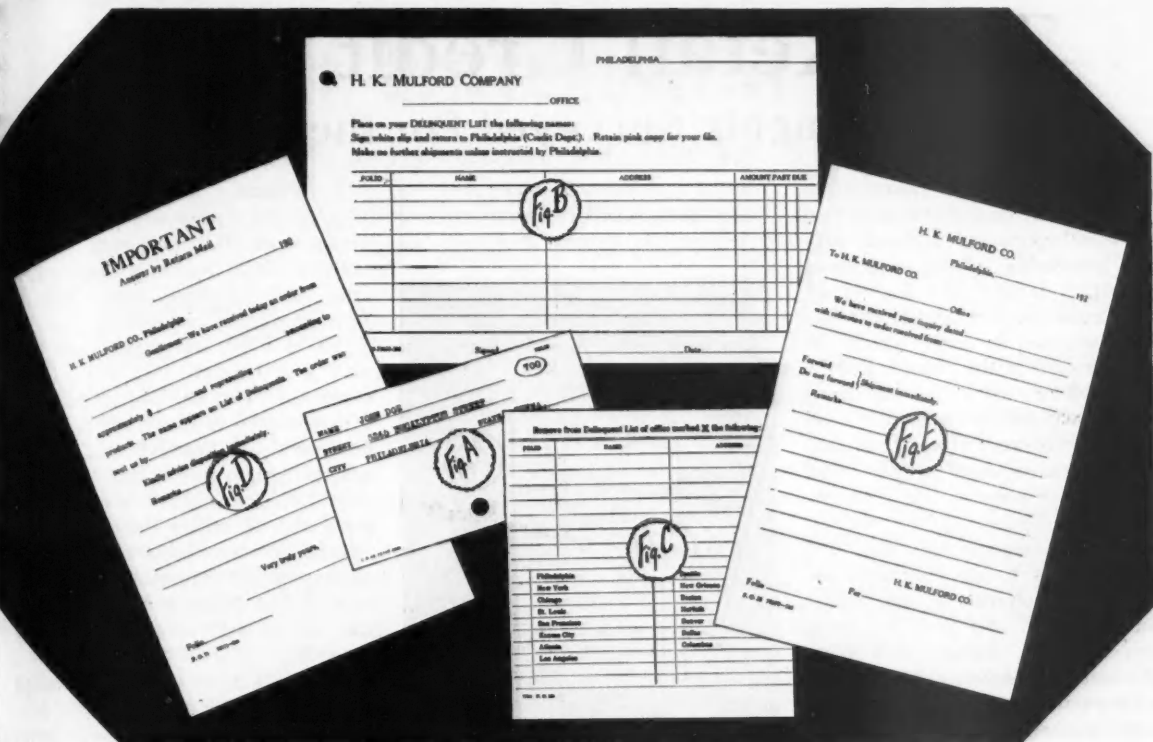 PHILADELPHIA
H. K. MULFORD COMPANY
OFFICE
Place on your DELINQUENT LIST the following names:
Sign white slip and return to Philadelphia (Credit Dept.). Retain pink copy for your file.
Make no further shipments unless instructed by Philadelphia.
FOLIO NAME ADDRESS AMOUNT PAST DUE
Fig. B
Signed Date
IMPORTANT
Answer by Return Mail
192
H. K. MULFORD CO., Philadelphia.
Gentlemen—We have received today an order from
amounting to
approximately $ and representing
products. The name appears on List of Delinquents. The order was
sent us by
Kindly advise disposition immediately.
Remarks
Fig. D
Very truly yours,
Folio
700
NAME JOHN DOE
STREET 5840 EUCALYPTUS STREET
CITY PHILADELPHIA STATE PENNA.
Fig. A
Remove from Delinquent List of office marked X the following:
FOLIO NAME ADDRESS
Fig. C
Philadelphia Seattle
New York New Orleans
Chicago Boston
St. Louis Norfolk
San Francisco Denver
Kansas City Dallas
Atlanta Columbus
Los Angeles
H. K. MULFORD CO.
Philadelphia, 192
To H. K. MULFORD CO.
Office
We have received your inquiry dated
with reference to order received from
Forward
Do not forward } Shipment immediately.
Remarks
Fig. E
H. K. MULFORD CO.
Folio Per